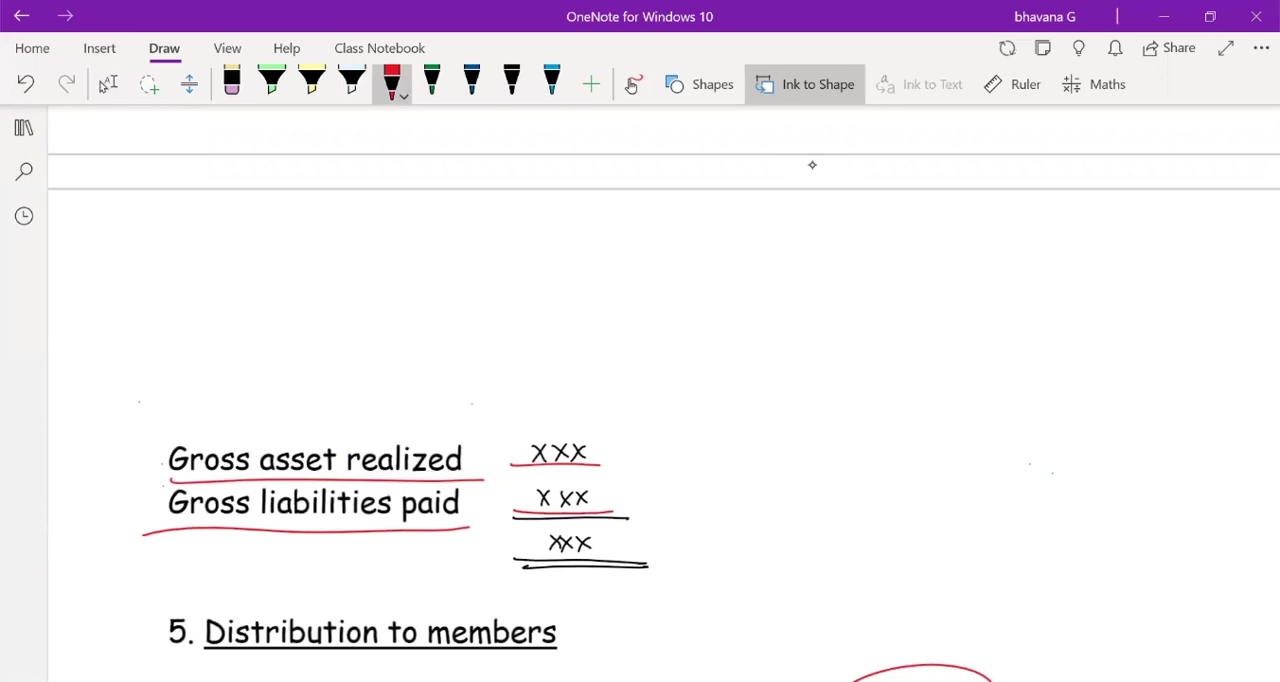 OneNote for Windows 10
bhavana G
Home Insert Draw View Help Class Notebook
Share
Shapes Ink to Shape Ink to Text Ruler Maths
Gross asset realized XXX
Gross liabilities paid XXX
XXX
5. Distribution to members